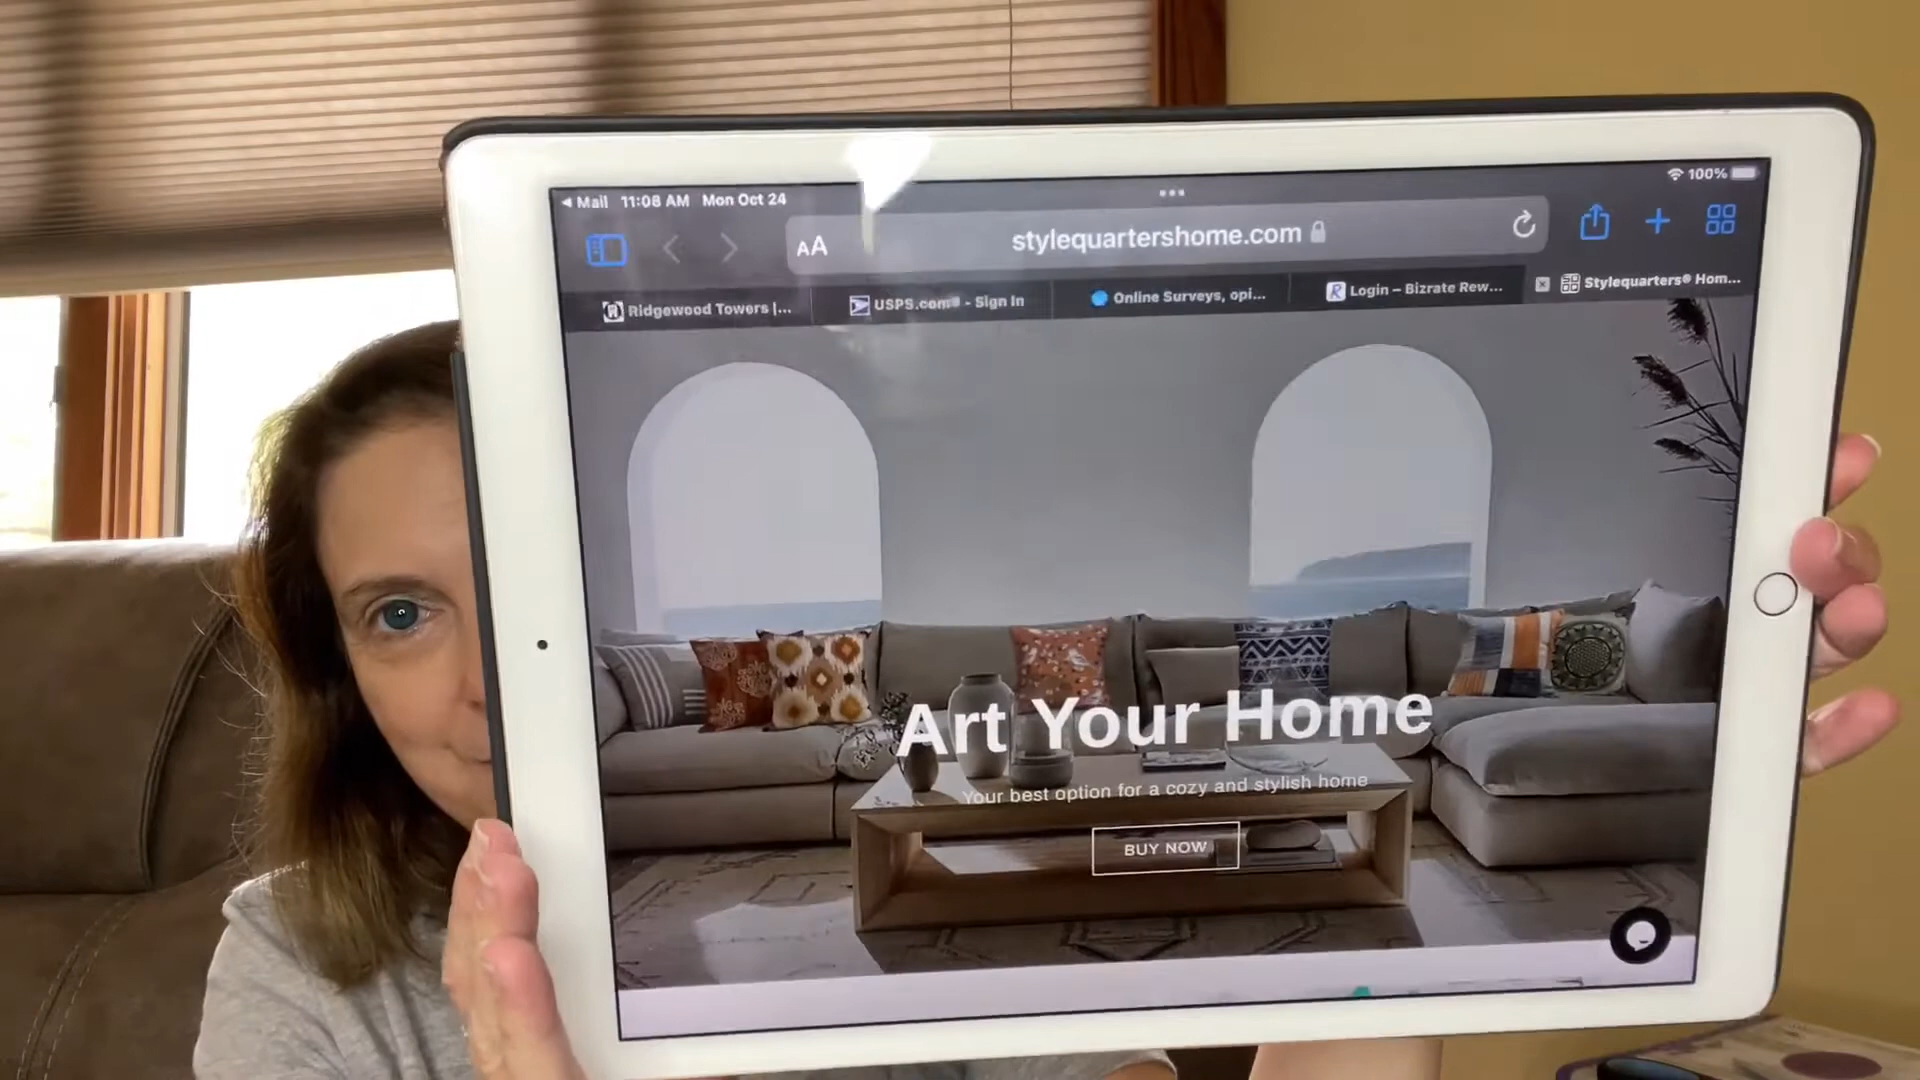 Mail 11:08 AM Mon Oct 24
100%
AA stylequartershome.com
Ridgewood Towers |...
USPS.com® - Sign In
Online Surveys, opi...
Login – Bizrate Rew...
Stylequarters® Hom...
Art Your Home
Your best option for a cozy and stylish home
BUY NOW